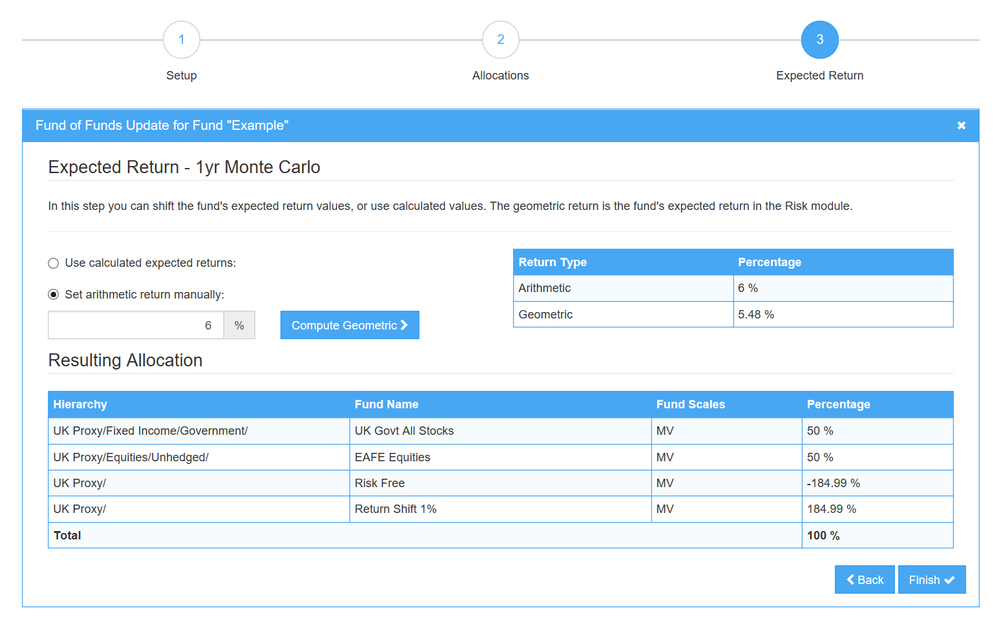 1 2 3
Setup Allocations Expected Return
Fund of Funds Update for Fund "Example"
Expected Return - 1yr Monte Carlo
In this step you can shift the fund's expected return values, or use calculated values. The geometric return is the fund's expected return in the Risk module.
Use calculated expected returns:
Set arithmetic return manually:
6 %
Compute Geometric
Return Type Percentage
Arithmetic 6 %
Geometric 5.48 %
Resulting Allocation
Hierarchy Fund Name Fund Scales Percentage
UK Proxy/Fixed Income/Government/ UK Govt All Stocks MV 50 %
UK Proxy/Equities/Unhedged/ EAFE Equities MV 50 %
UK Proxy/ Risk Free MV -184.99 %
UK Proxy/ Return Shift 1% MV 184.99 %
Total 100 %
Back Finish